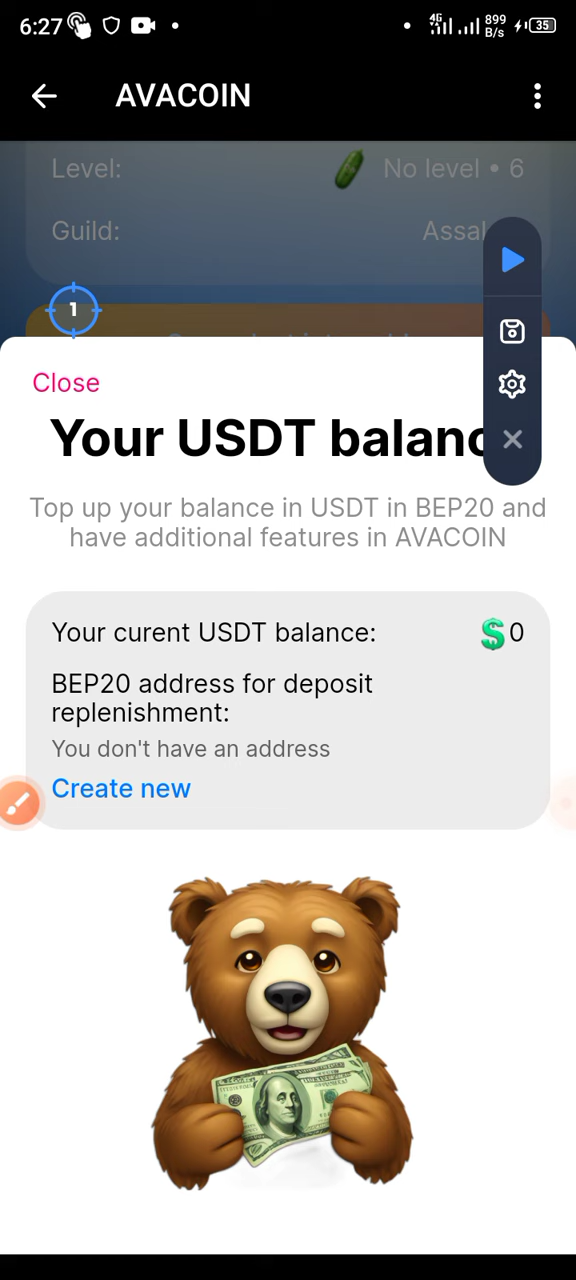 6:27
4G
899 B/s
35
AVACOIN
Level:
No level • 6
Guild:
Assal
1
Close
Your USDT balanc
Top up your balance in USDT in BEP20 and
have additional features in AVACOIN
Your curent USDT balance:
0
BEP20 address for deposit
replenishment:
You don't have an address
Create new